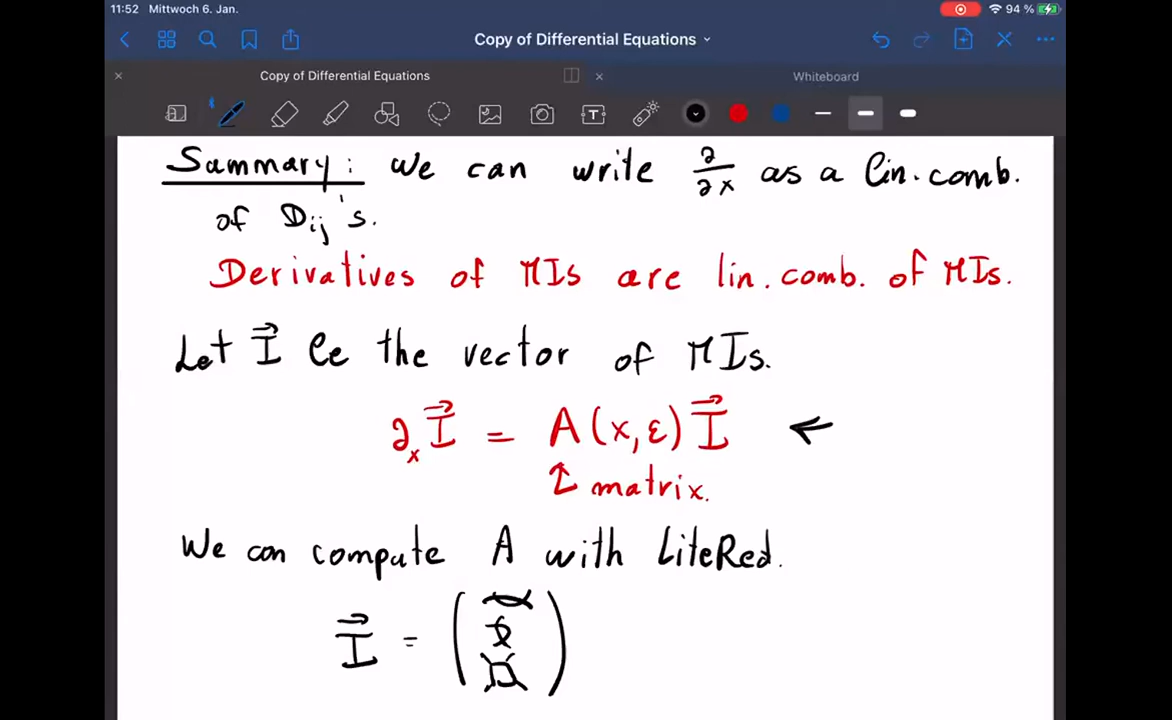 11:52 Mittwoch 6. Jan.
94 %
Copy of Differential Equations
Copy of Differential Equations
Whiteboard
T
Summary: We can write ∂/∂x as a lin. comb.
of Dij's.
Derivatives of MIs are lin. comb. of MIs.
Let I⃗ be the vector of MIs.
∂ₓ I⃗ = A(x,ε) I⃗ ←
↑ matrix.
We can compute A with LiteRed.
I⃗ = ( )